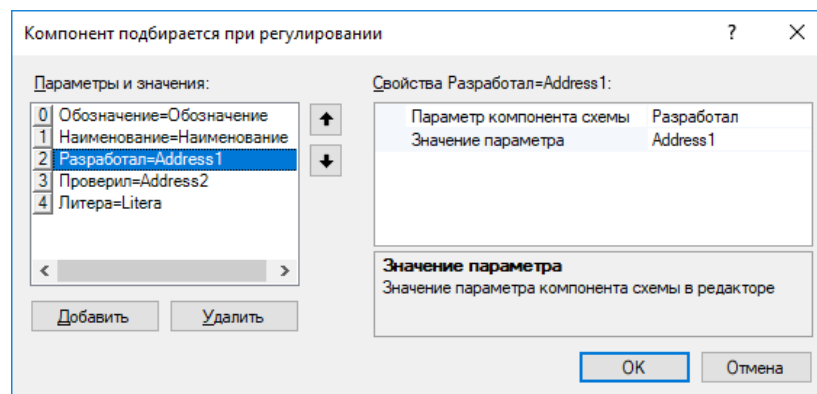 Компонент подбирается при регулировании
?
Параметры и значения:
0 Обозначение=Обозначение
1 Наименование=Наименование
2 Разработал=Address1
3 Проверил=Address2
4 Литера=Litera
Добавить
Удалить
Свойства Разработал=Address1:
Параметр компонента схемы Разработал
Значение параметра Address1
Значение параметра
Значение параметра компонента схемы в редакторе
OK
Отмена